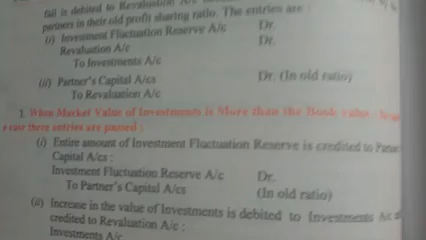 fall is debited to Revaluation A/c
partners in their old profit sharing ratio. The entries are :
(i) Investment Fluctuation Reserve A/c Dr.
Revaluation A/c Dr.
To Investments A/c
(ii) Partner's Capital A/cs Dr. (In old ratio)
To Revaluation A/c
3. When Market Value of Investments is More than the Book value :
a case three entries are passed :
(i) Entire amount of Investment Fluctuation Reserve is credited to
Capital A/cs :
Investment Fluctuation Reserve A/c Dr.
To Partner's Capital A/cs (In old ratio)
(ii) Increase in the value of Investments is debited to Investments A/c
credited to Revaluation A/c :
Investments A/c